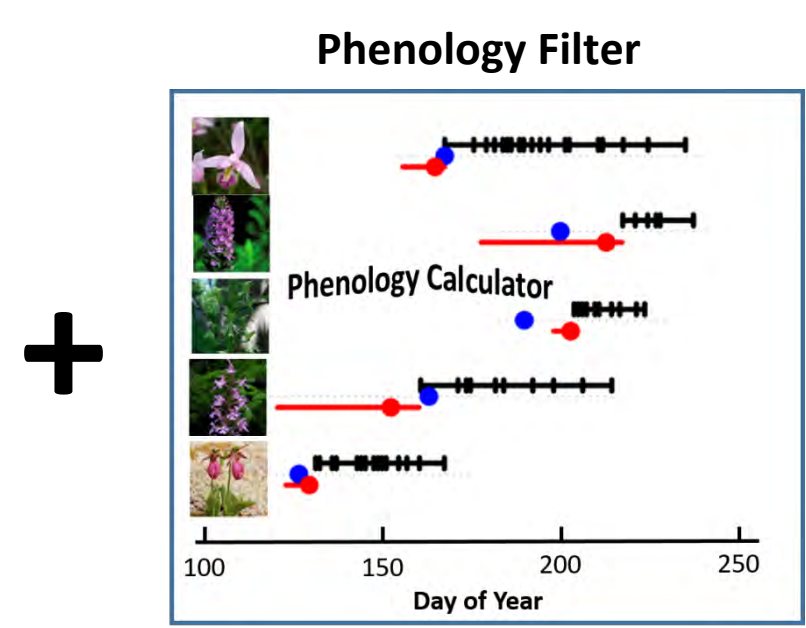 Phenology Filter
Phenology Calculator
+
100 150 200 250
Day of Year